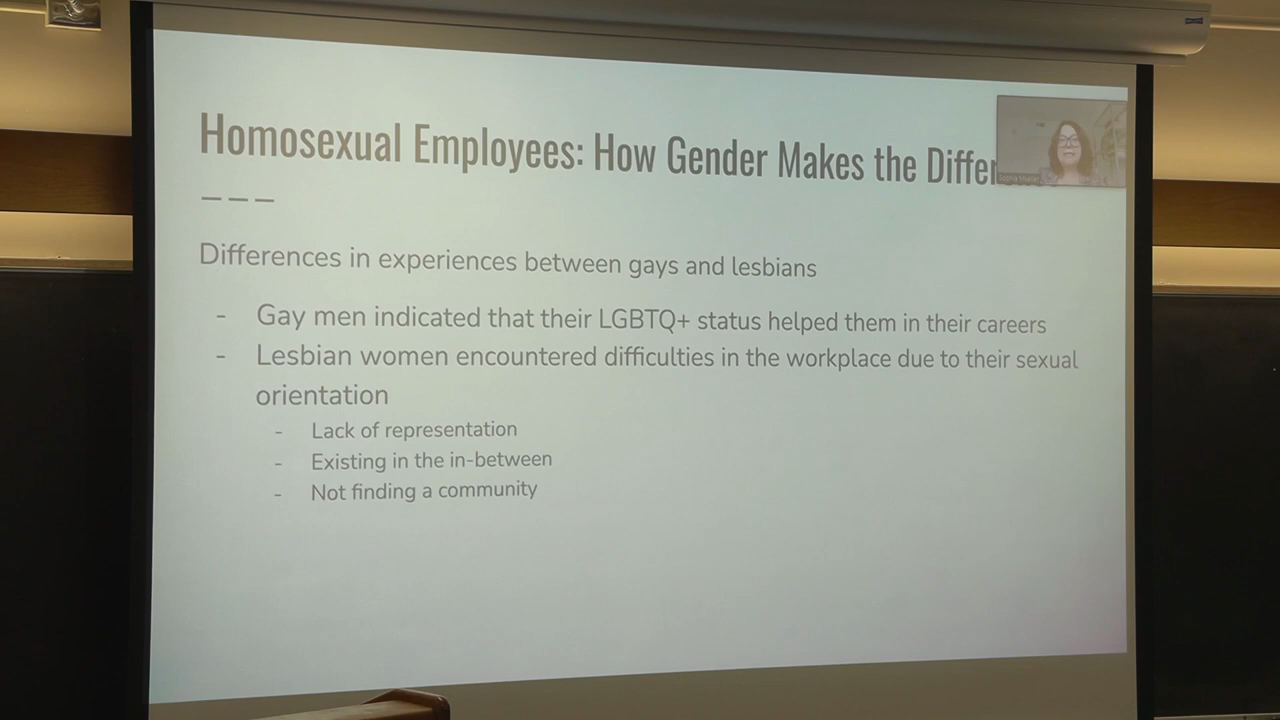 Homosexual Employees: How Gender Makes the Differ
Differences in experiences between gays and lesbians
- Gay men indicated that their LGBTQ+ status helped them in their careers
- Lesbian women encountered difficulties in the workplace due to their sexual
orientation
- Lack of representation
- Existing in the in-between
- Not finding a community